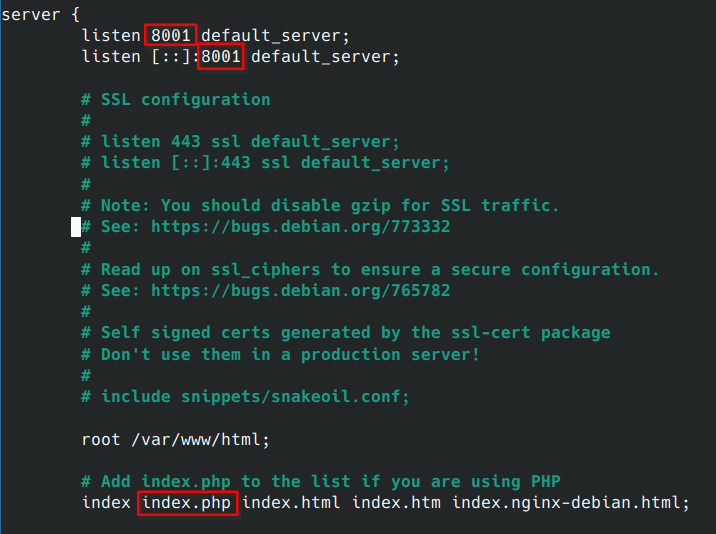 server {
listen 8001 default_server;
listen [::]:8001 default_server;
# SSL configuration
#
# listen 443 ssl default_server;
# listen [::]:443 ssl default_server;
#
# Note: You should disable gzip for SSL traffic.
# See: https://bugs.debian.org/773332
#
# Read up on ssl_ciphers to ensure a secure configuration.
# See: https://bugs.debian.org/765782
#
# Self signed certs generated by the ssl-cert package
# Don't use them in a production server!
#
# include snippets/snakeoil.conf;
root /var/www/html;
# Add index.php to the list if you are using PHP
index index.php index.html index.htm index.nginx-debian.html;